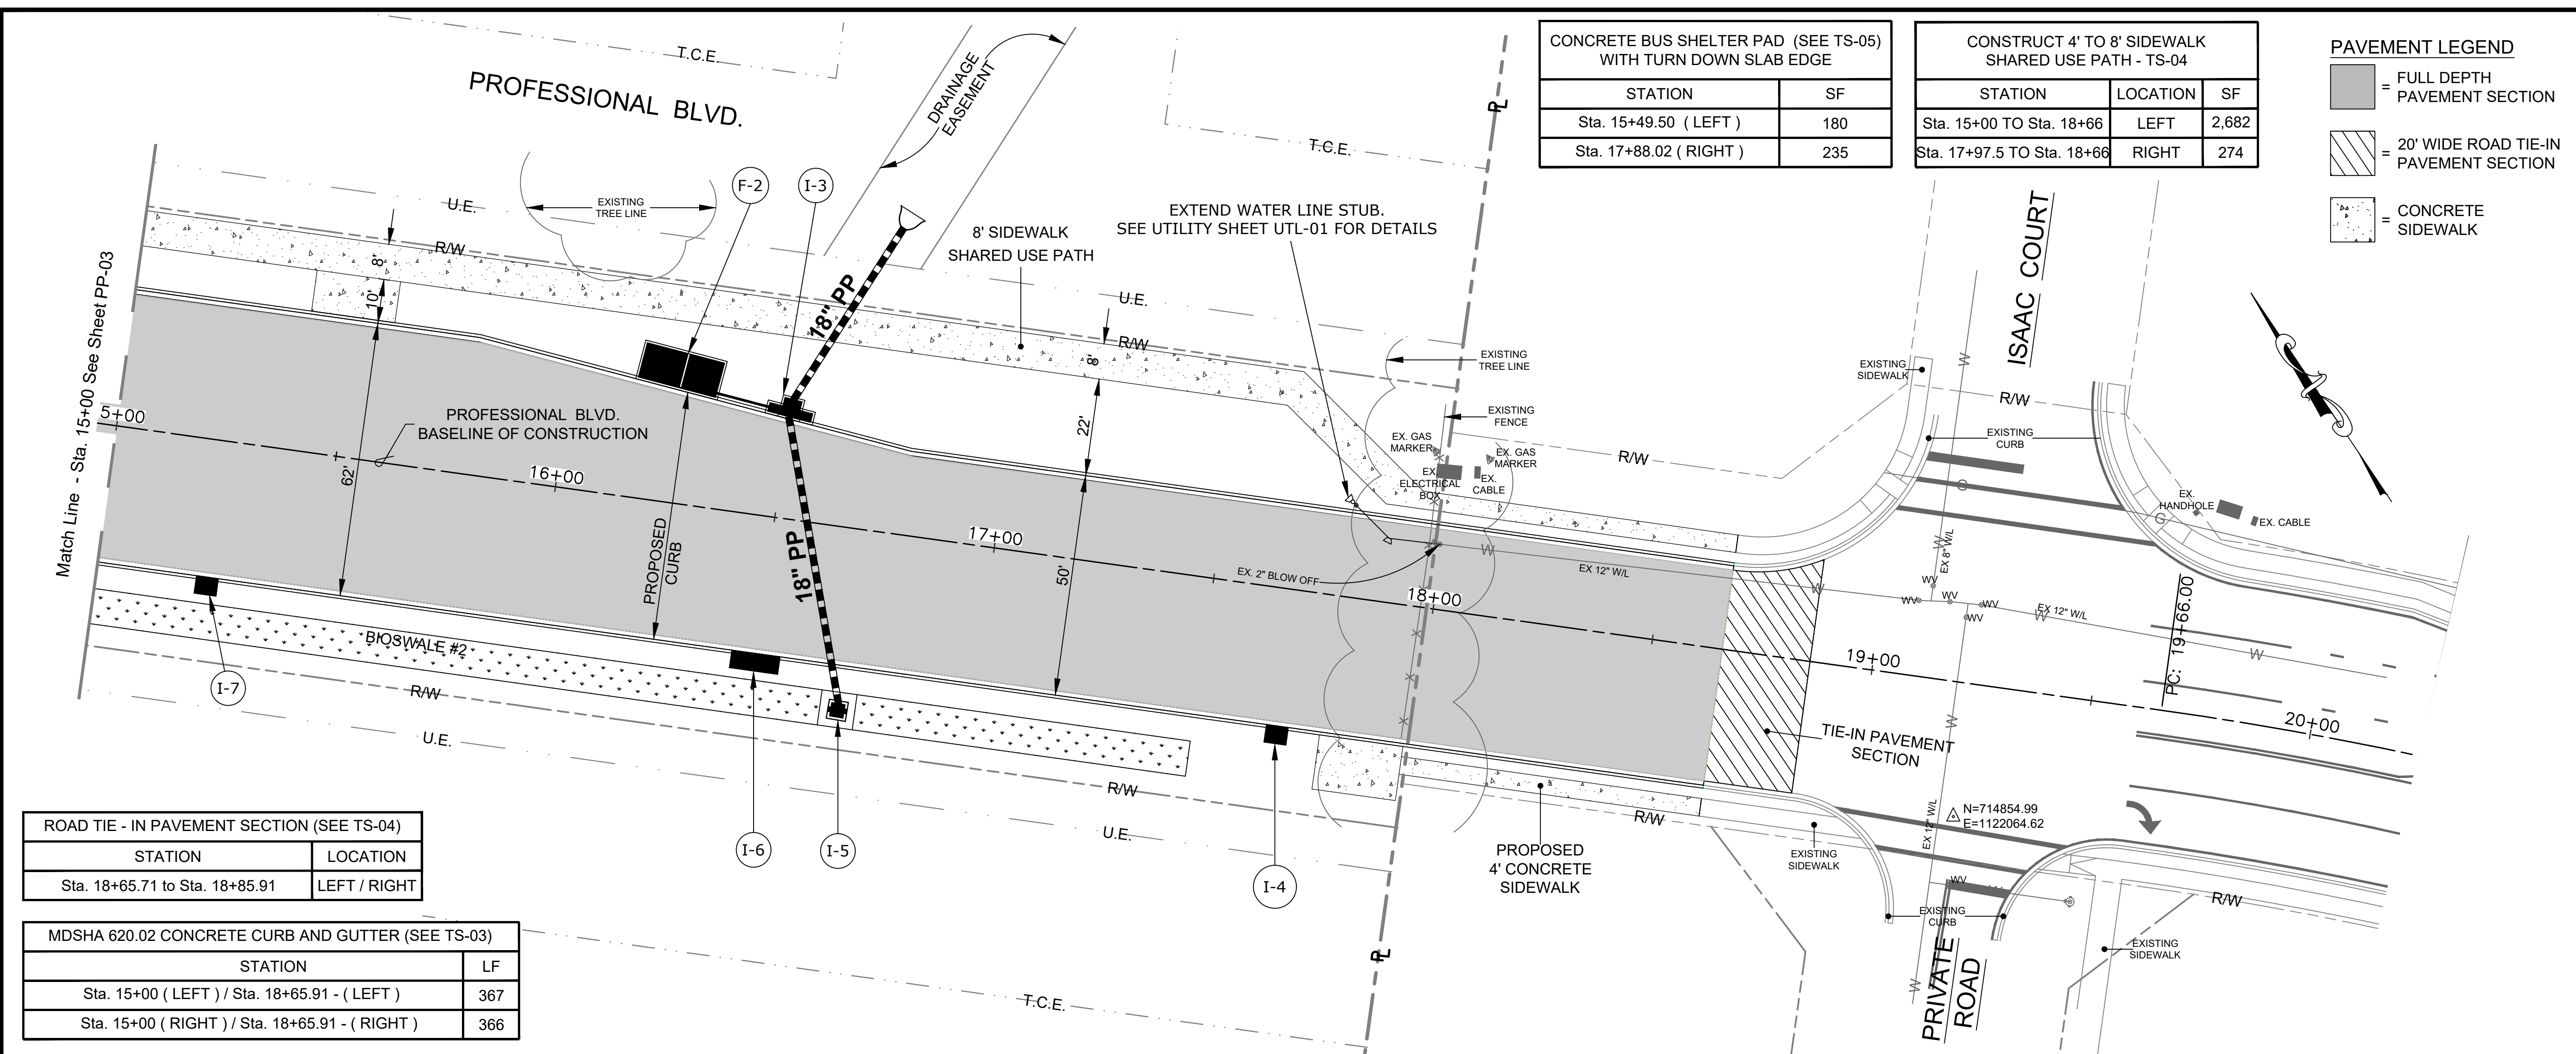 T.C.E.
PROFESSIONAL BLVD.
DRAINAGE
EASEMENT
T.C.E.
PL
CONCRETE BUS SHELTER PAD (SEE TS-05)
WITH TURN DOWN SLAB EDGE
STATION SF
Sta. 15+49.50 ( LEFT ) 180
Sta. 17+88.02 ( RIGHT ) 235
CONSTRUCT 4' TO 8' SIDEWALK
SHARED USE PATH - TS-04
STATION LOCATION SF
Sta. 15+00 TO Sta. 18+66 LEFT 2,682
Sta. 17+97.5 TO Sta. 18+66 RIGHT 274
PAVEMENT LEGEND
= FULL DEPTH
PAVEMENT SECTION
= 20' WIDE ROAD TIE-IN
PAVEMENT SECTION
= CONCRETE
SIDEWALK
F-2
I-3
EXISTING
TREE LINE
U.E.
R/W
8'
10'
18" PP
8' SIDEWALK
SHARED USE PATH
EXTEND WATER LINE STUB.
SEE UTILITY SHEET UTL-01 FOR DETAILS
U.E.
R/W
8'
22'
EXISTING
TREE LINE
EXISTING
FENCE
EX. GAS
MARKER
EX. GAS
MARKER
EX.
ELECTRICAL
BOX
EX.
CABLE
R/W
ISAAC COURT
EXISTING
SIDEWALK
R/W
EXISTING
CURB
W
G
W
EX 8" W/L
G
EX.
HANDHOLE
EX. CABLE
Match Line - Sta. 15+00 See Sheet PP-03
5+00
PROFESSIONAL BLVD.
BASELINE OF CONSTRUCTION
62'
16+00
PROPOSED
CURB
18" PP
17+00
50'
EX. 2" BLOW OFF
W
EX 12" W/L
18+00
W
WV
WV
WV
WV
WV
EX 12" W/L
W
W
PC: 19+66.00
19+00
20+00
TIE-IN PAVEMENT
SECTION
W
BIOSWALE #2
I-7
R/W
U.E.
I-6
I-5
I-4
R/W
U.E.
PROPOSED
4' CONCRETE
SIDEWALK
R/W
EXISTING
SIDEWALK
EX 12" W/L
N=714854.99
E=1122064.62
WV
EXISTING
CURB
R/W
EXISTING
SIDEWALK
W
PRIVATE
ROAD
PL
T.C.E.
ROAD TIE - IN PAVEMENT SECTION (SEE TS-04)
STATION LOCATION
Sta. 18+65.71 to Sta. 18+85.91 LEFT / RIGHT
MDSHA 620.02 CONCRETE CURB AND GUTTER (SEE TS-03)
STATION LF
Sta. 15+00 ( LEFT ) / Sta. 18+65.91 - ( LEFT ) 367
Sta. 15+00 ( RIGHT ) / Sta. 18+65.91 - ( RIGHT ) 366